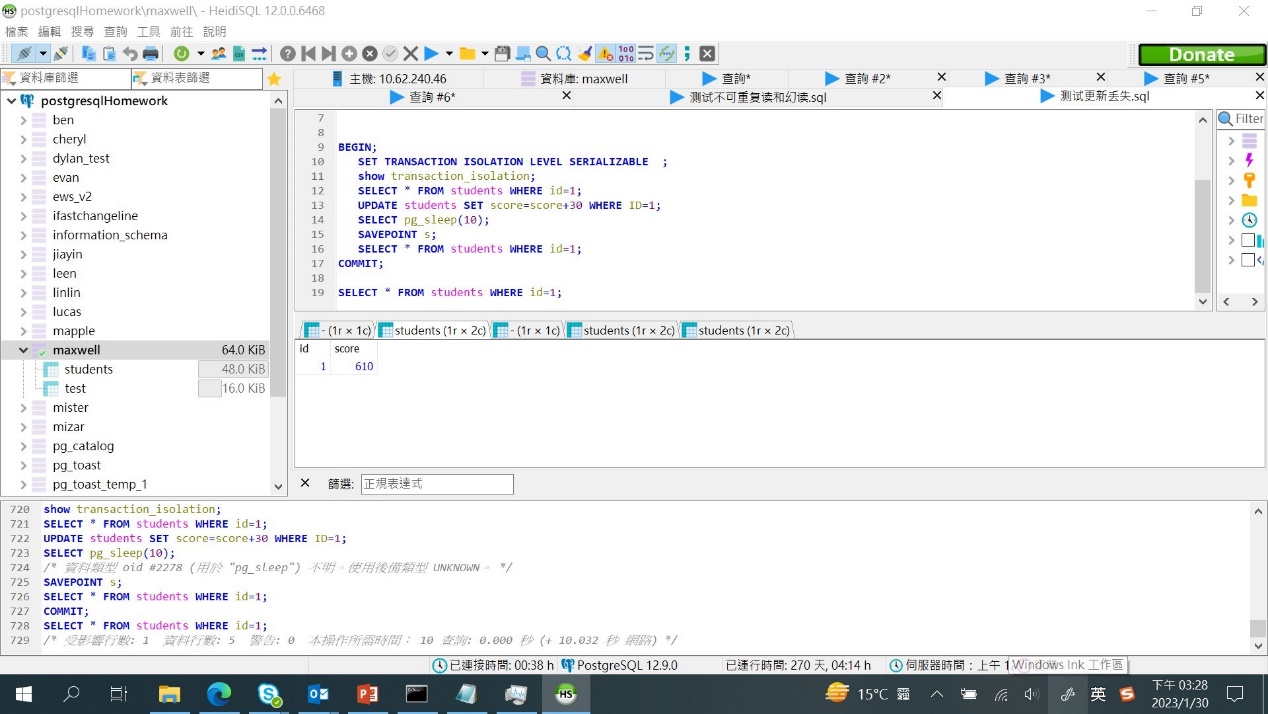 postgresqlHomework\maxwell\ - HeidiSQL 12.0.0.6468
檔案 編輯 搜尋 查詢 工具 前往 說明
Donate
資料庫篩選 資料表篩選
主機: 10.62.240.46 資料庫: maxwell 查詢* 查詢 #2* 查詢 #3* 查詢 #5*
查詢 #6* 测试不可重复读和幻读.sql 测试更新丢失.sql
postgresqlHomework
ben
cheryl
dylan_test
evan
ews_v2
ifastchangeline
information_schema
jiayin
leen
linlin
lucas
mapple
maxwell 64.0 KiB
students 48.0 KiB
test 16.0 KiB
mister
mizar
pg_catalog
pg_toast
pg_toast_temp_1
7
8
9 BEGIN;
10 SET TRANSACTION ISOLATION LEVEL SERIALIZABLE ;
11 show transaction_isolation;
12 SELECT * FROM students WHERE id=1;
13 UPDATE students SET score=score+30 WHERE ID=1;
14 SELECT pg_sleep(10);
15 SAVEPOINT s;
16 SELECT * FROM students WHERE id=1;
17 COMMIT;
18
19 SELECT * FROM students WHERE id=1;
Filter
- (1r × 1c) students (1r × 2c) - (1r × 1c) students (1r × 2c) students (1r × 2c)
id score
1 610
篩選: 正規表達式
720 show transaction_isolation;
721 SELECT * FROM students WHERE id=1;
722 UPDATE students SET score=score+30 WHERE ID=1;
723 SELECT pg_sleep(10);
724 /* 資料類型 oid #2278 (用於 "pg_sleep") 不明。使用後備類型 UNKNOWN。 */
725 SAVEPOINT s;
726 SELECT * FROM students WHERE id=1;
727 COMMIT;
728 SELECT * FROM students WHERE id=1;
729 /* 受影響行數: 1 資料行數: 5 警告: 0 本操作所需時間: 10 查詢: 0.000 秒 (+ 10.032 秒 網路) */
已連接時間: 00:38 h PostgreSQL 12.9.0 已運行時間: 270 天, 04:14 h 伺服器時間: 上午 1 Windows Ink 工作區
15°C 英 下午 03:28
2023/1/30